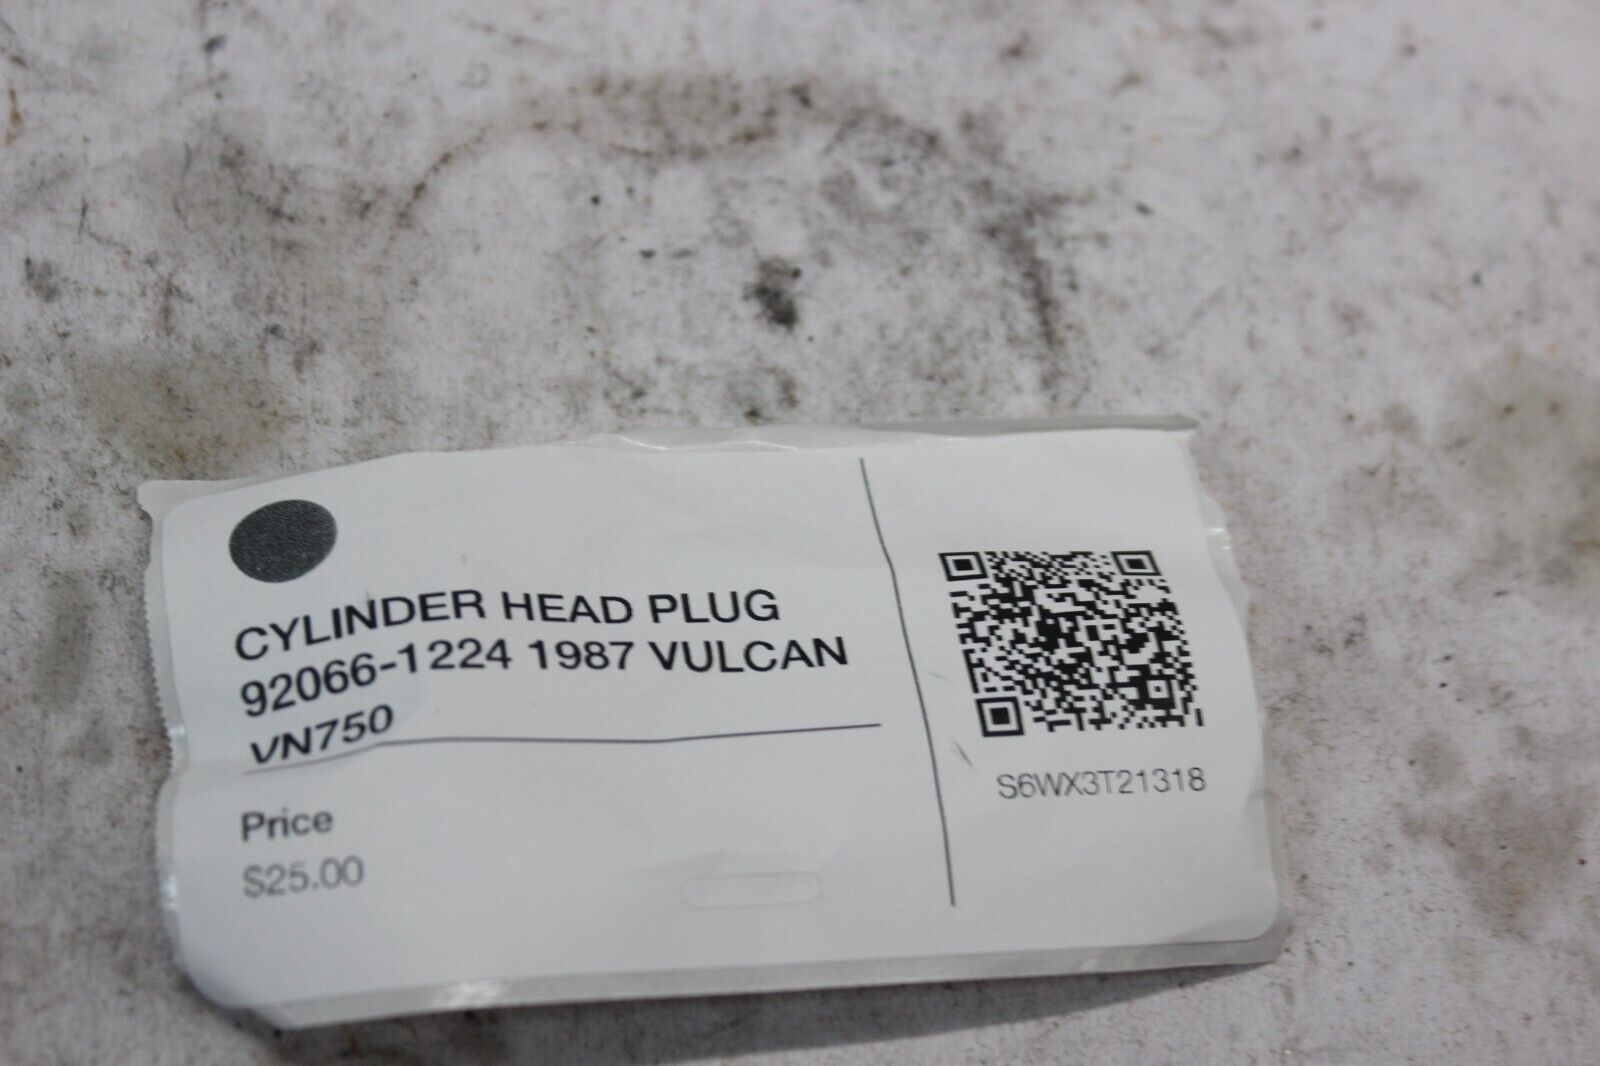 CYLINDER HEAD PLUG
92066-1224 1987 VULCAN
VN750
Price
$25.00
S6WX3T21318